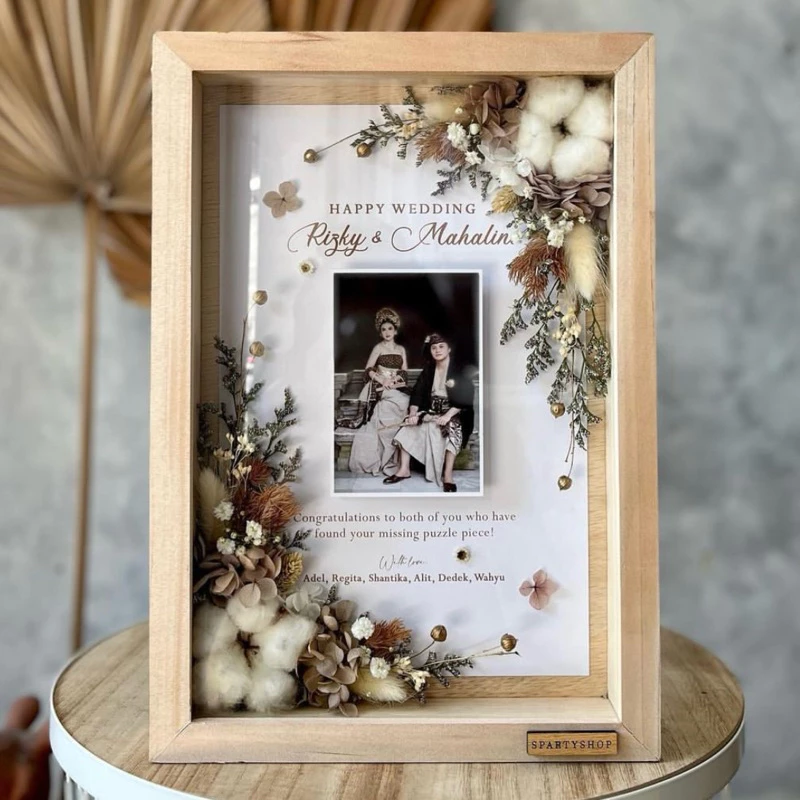 HAPPY WEDDING
Rizky & Mahalin
Congratulations to both of you who have
found your missing puzzle piece!
With love
Adel, Regita, Shantika, Alit, Dedek, Wahyu
SPARTYSHOP